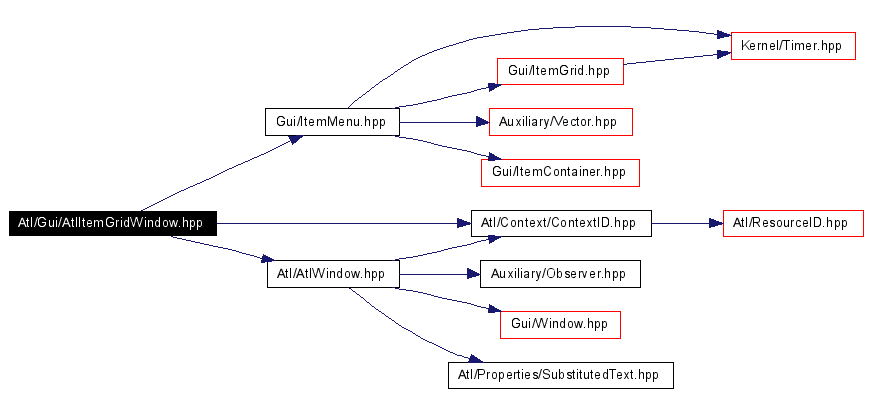 Kernel/Timer.hpp
Gui/ItemGrid.hpp
Gui/ItemMenu.hpp
Auxiliary/Vector.hpp
Gui/ItemContainer.hpp
Atl/Gui/AtlItemGridWindow.hpp
Atl/Context/ContextID.hpp
Atl/ResourceID.hpp
Atl/AtlWindow.hpp
Auxiliary/Observer.hpp
Gui/Window.hpp
Atl/Properties/SubstitutedText.hpp